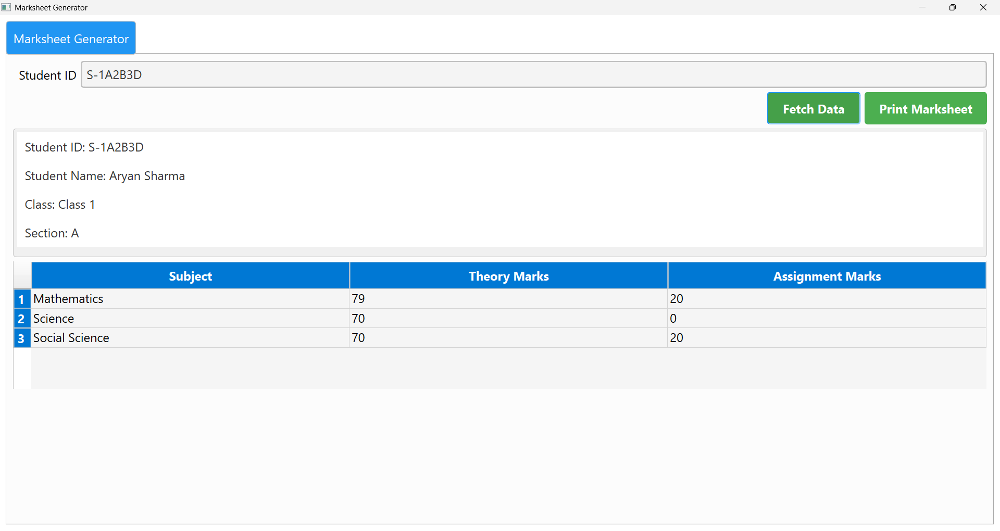 Marksheet Generator
Marksheet Generator
Student ID S-1A2B3D
Fetch Data Print Marksheet
Student ID: S-1A2B3D
Student Name: Aryan Sharma
Class: Class 1
Section: A
Subject Theory Marks Assignment Marks
1 Mathematics 79 20
2 Science 70 0
3 Social Science 70 20